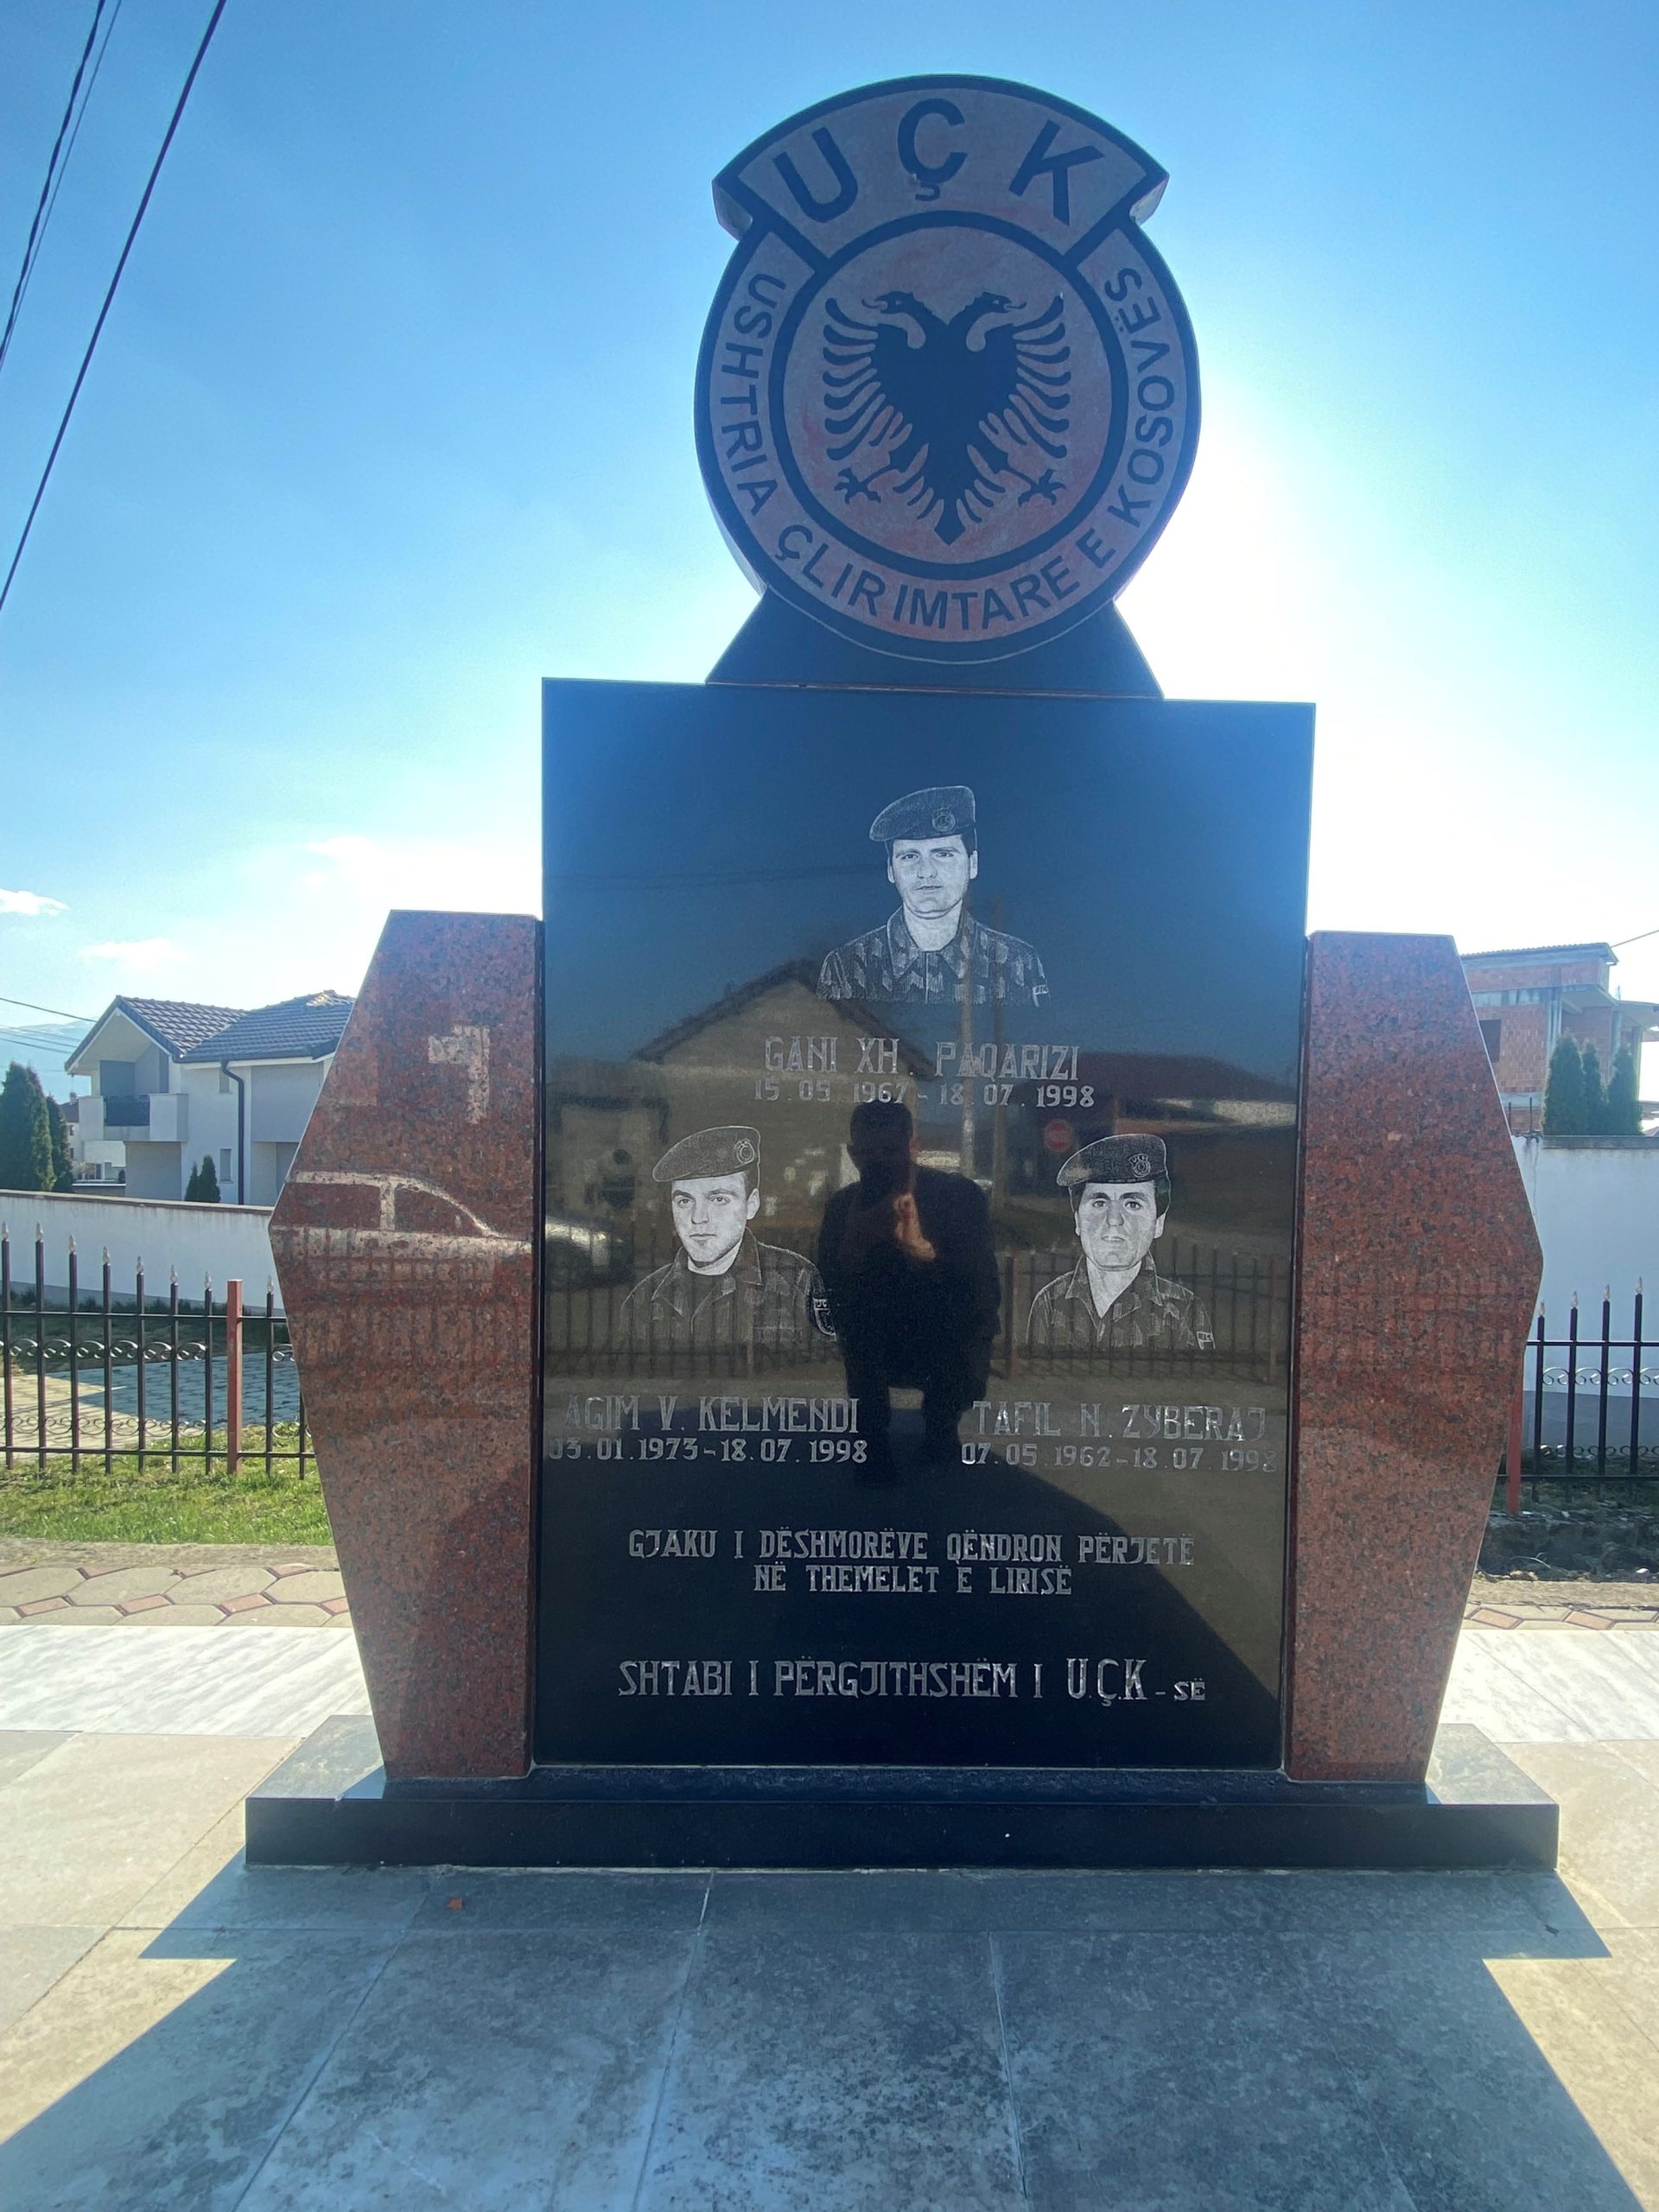 UÇK
USHTRIA ÇLIRIMTARE E KOSOVËS
GANI XH. PAQARIZI
15.05.1967-18.07.1998
AGIM V. KELMENDI
03.01.1973-18.07.1998
TAFIL N. ZYBERAJ
07.05.1962-18.07.1998
GJAKU I DËSHMORËVE QËNDRON PËRJETË
NË THEMELET E LIRISË
SHTABI I PËRGJITHSHËM I U.Ç.K-SË